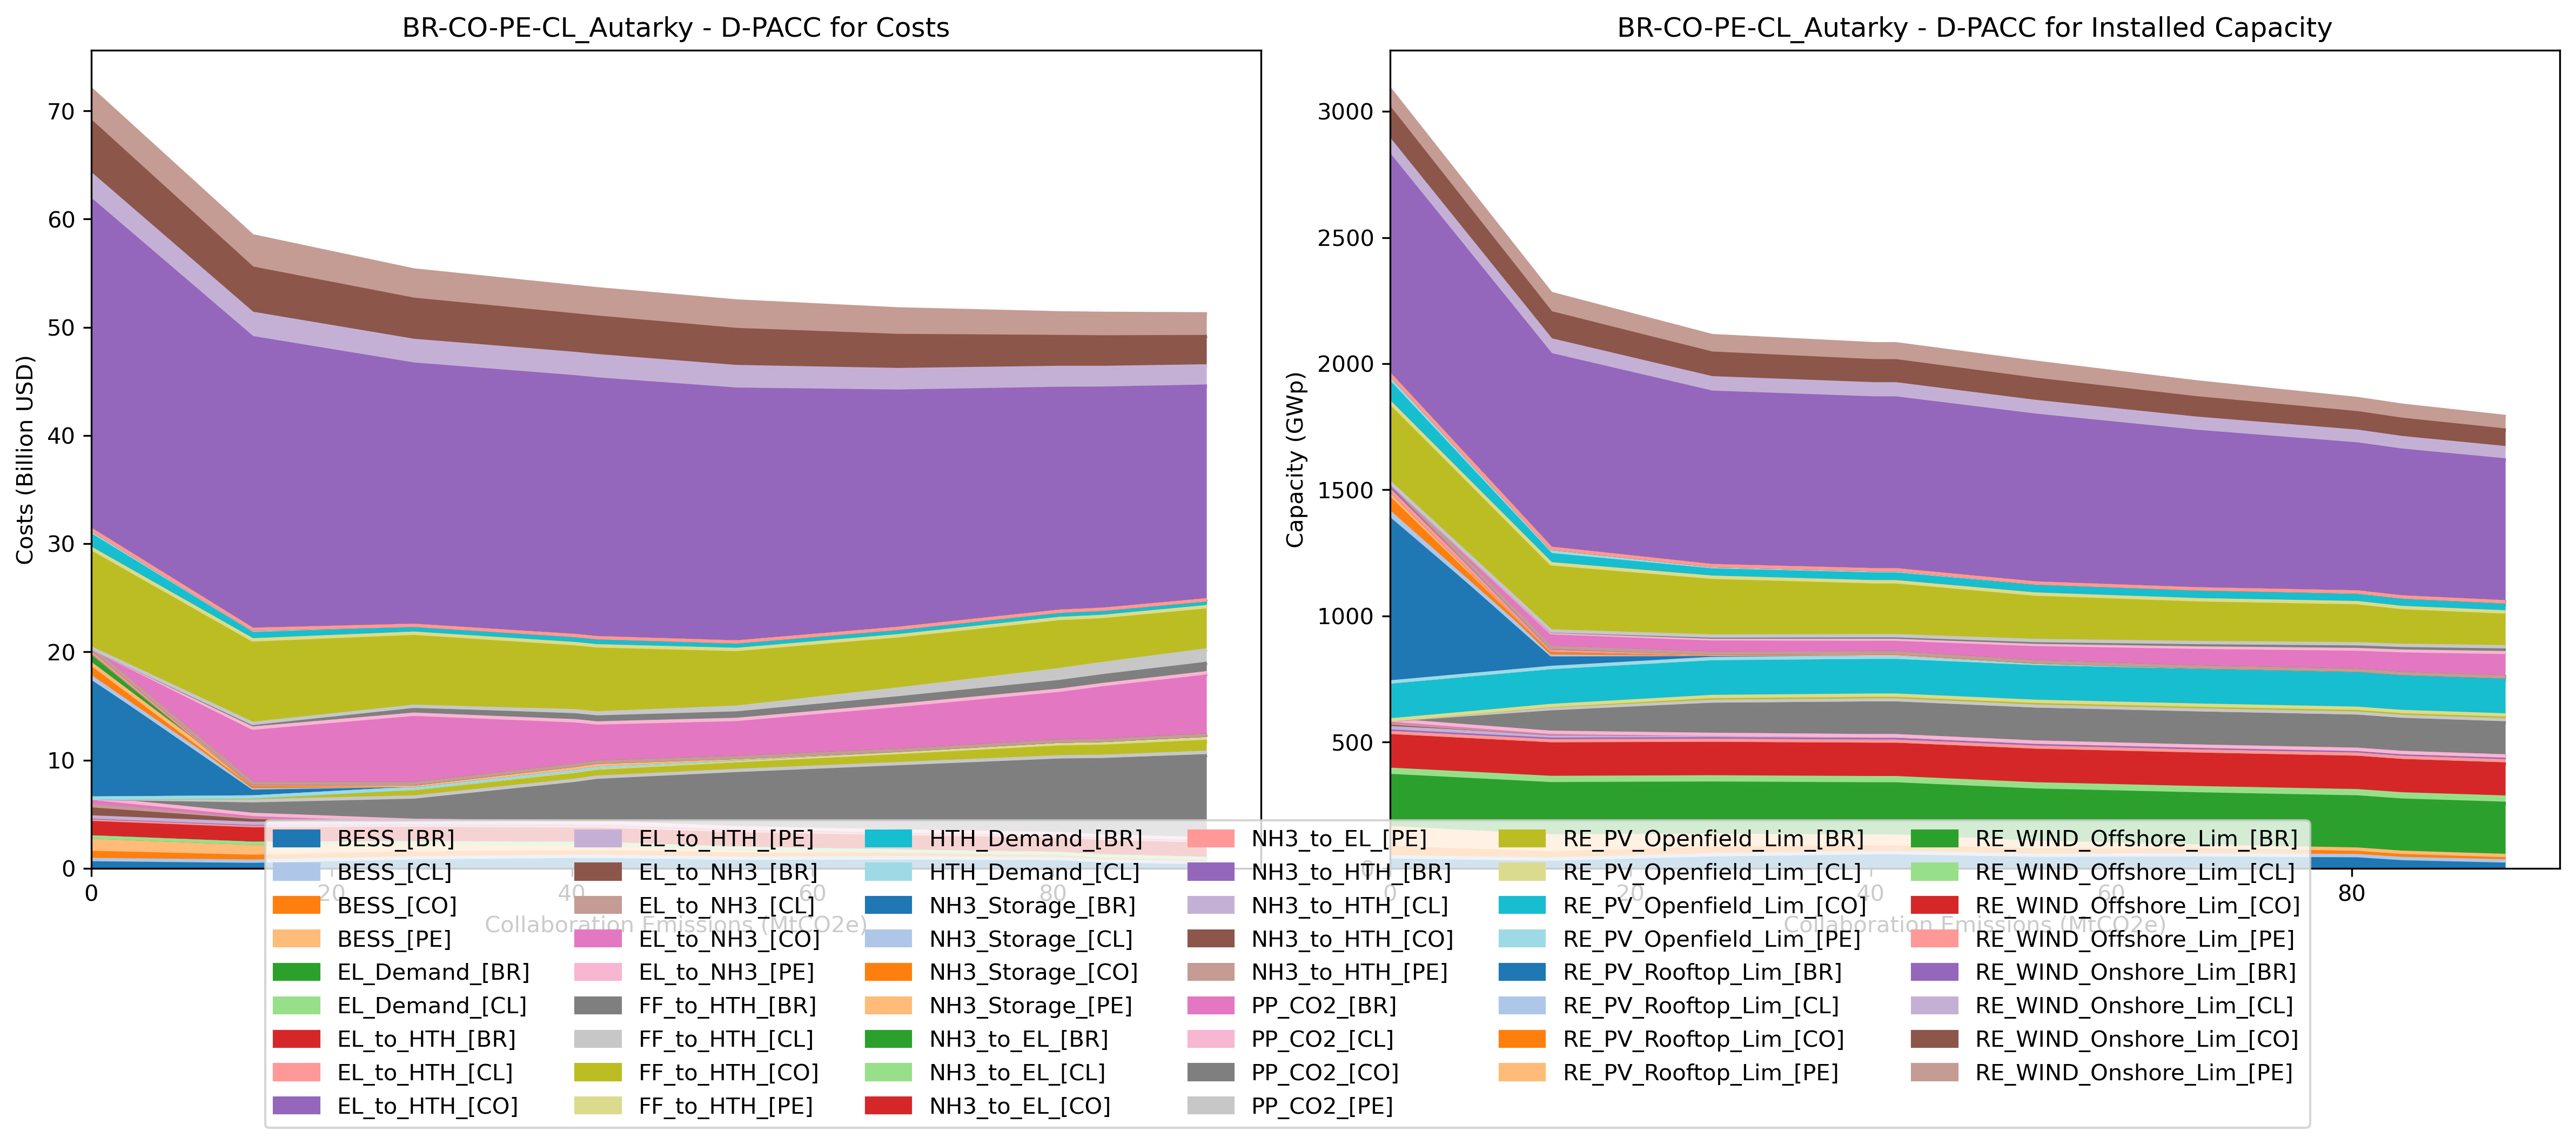 BR-CO-PE-CL_Autarky - D-PACC for Costs
70
60
50
40
30
20
10
0
Costs (Billion USD)
0
20
40
60
80
Collaboration Emissions (MtCO2e)
BR-CO-PE-CL_Autarky - D-PACC for Installed Capacity
3000
2500
2000
1500
1000
500
0
Capacity (GWp)
0
20
40
60
80
Collaboration Emissions (MtCO2e)
BESS_[BR]
BESS_[CL]
BESS_[CO]
BESS_[PE]
EL_Demand_[BR]
EL_Demand_[CL]
EL_to_HTH_[BR]
EL_to_HTH_[CL]
EL_to_HTH_[CO]
EL_to_HTH_[PE]
EL_to_NH3_[BR]
EL_to_NH3_[CL]
EL_to_NH3_[CO]
EL_to_NH3_[PE]
FF_to_HTH_[BR]
FF_to_HTH_[CL]
FF_to_HTH_[CO]
FF_to_HTH_[PE]
HTH_Demand_[BR]
HTH_Demand_[CL]
NH3_Storage_[BR]
NH3_Storage_[CL]
NH3_Storage_[CO]
NH3_Storage_[PE]
NH3_to_EL_[BR]
NH3_to_EL_[CL]
NH3_to_EL_[CO]
NH3_to_EL_[PE]
NH3_to_HTH_[BR]
NH3_to_HTH_[CL]
NH3_to_HTH_[CO]
NH3_to_HTH_[PE]
PP_CO2_[BR]
PP_CO2_[CL]
PP_CO2_[CO]
PP_CO2_[PE]
RE_PV_Openfield_Lim_[BR]
RE_PV_Openfield_Lim_[CL]
RE_PV_Openfield_Lim_[CO]
RE_PV_Openfield_Lim_[PE]
RE_PV_Rooftop_Lim_[BR]
RE_PV_Rooftop_Lim_[CL]
RE_PV_Rooftop_Lim_[CO]
RE_PV_Rooftop_Lim_[PE]
RE_WIND_Offshore_Lim_[BR]
RE_WIND_Offshore_Lim_[CL]
RE_WIND_Offshore_Lim_[CO]
RE_WIND_Offshore_Lim_[PE]
RE_WIND_Onshore_Lim_[BR]
RE_WIND_Onshore_Lim_[CL]
RE_WIND_Onshore_Lim_[CO]
RE_WIND_Onshore_Lim_[PE]